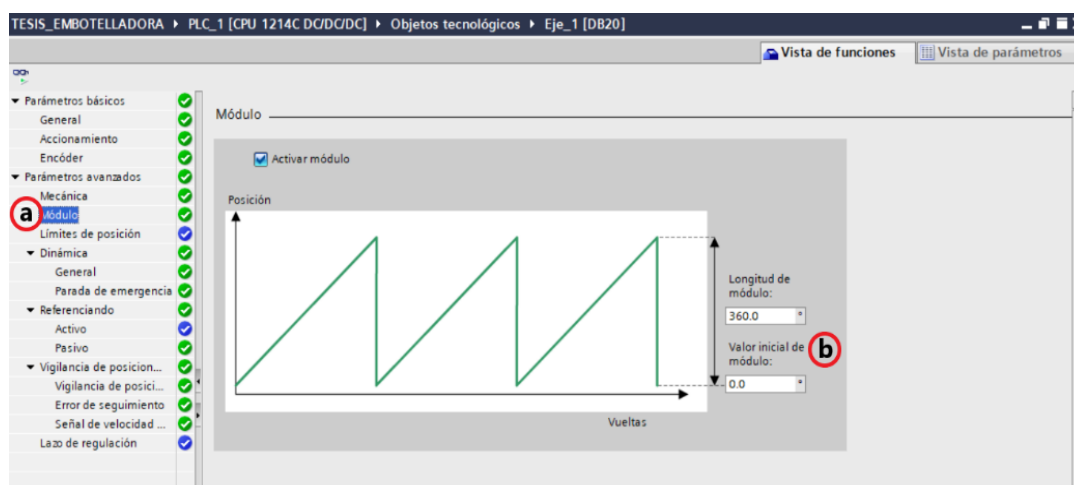 TESIS_EMBOTELLADORA ▸ PLC_1 [CPU 1214C DC/DC/DC] ▸ Objetos tecnológicos ▸ Eje_1 [DB20]
Vista de funciones
Vista de parámetros
Parámetros básicos
General
Accionamiento
Encóder
Parámetros avanzados
Mecánica
a
Módulo
Límites de posición
Dinámica
General
Parada de emergencia
Referenciando
Activo
Pasivo
Vigilancia de posicion...
Vigilancia de posici...
Error de seguimiento
Señal de velocidad ...
Lazo de regulación
Módulo
Activar módulo
Posición
Vueltas
Longitud de
módulo:
360.0 °
Valor inicial de
módulo:
b
0.0 °